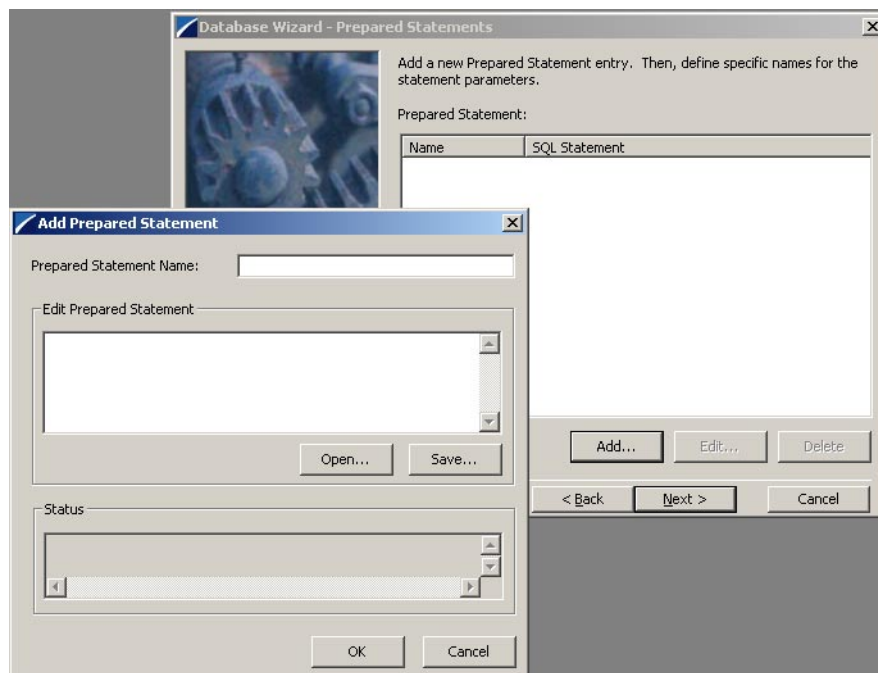 Database Wizard - Prepared Statements
Add a new Prepared Statement entry. Then, define specific names for the
statement parameters.
Prepared Statement:
Name SQL Statement
Add... Edit... Delete
< Back Next > Cancel
Add Prepared Statement
Prepared Statement Name:
Edit Prepared Statement
Open... Save...
Status
OK Cancel